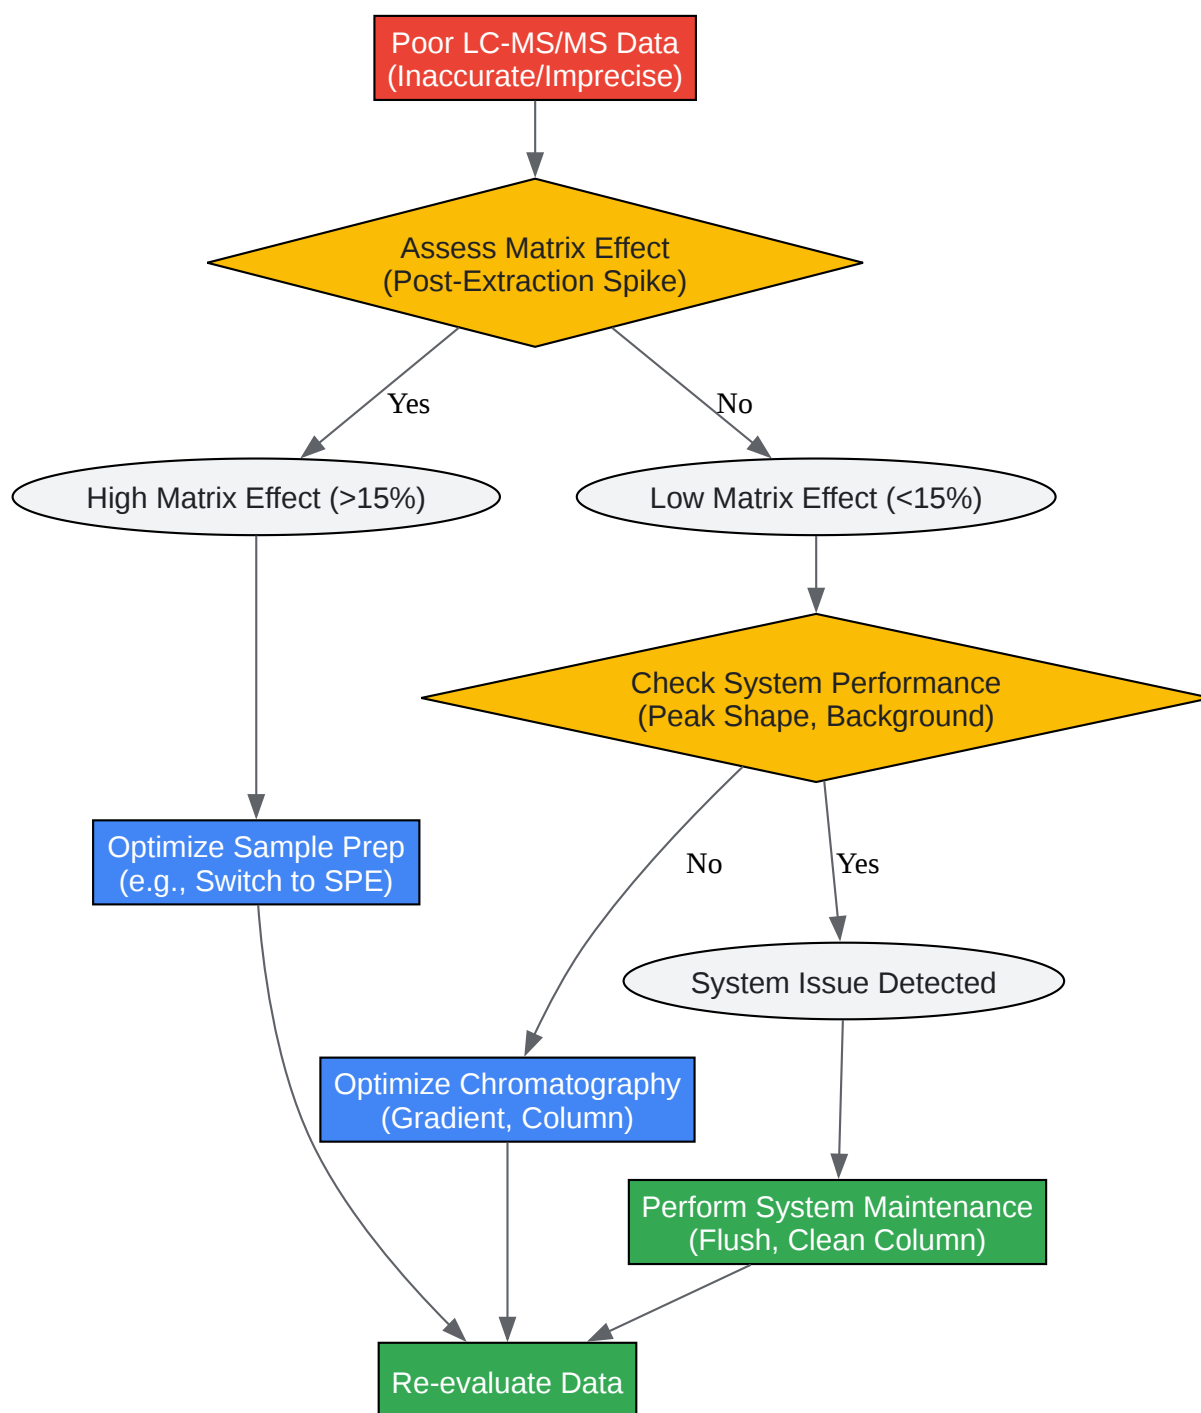 Poor LC-MS/MS Data
(Inaccurate/Imprecise)
Assess Matrix Effect
(Post-Extraction Spike)
Yes
No
High Matrix Effect (>15%)
Low Matrix Effect (<15%)
Check System Performance
(Peak Shape, Background)
Optimize Sample Prep
(e.g., Switch to SPE)
No
Yes
System Issue Detected
Optimize Chromatography
(Gradient, Column)
Perform System Maintenance
(Flush, Clean Column)
Re-evaluate Data